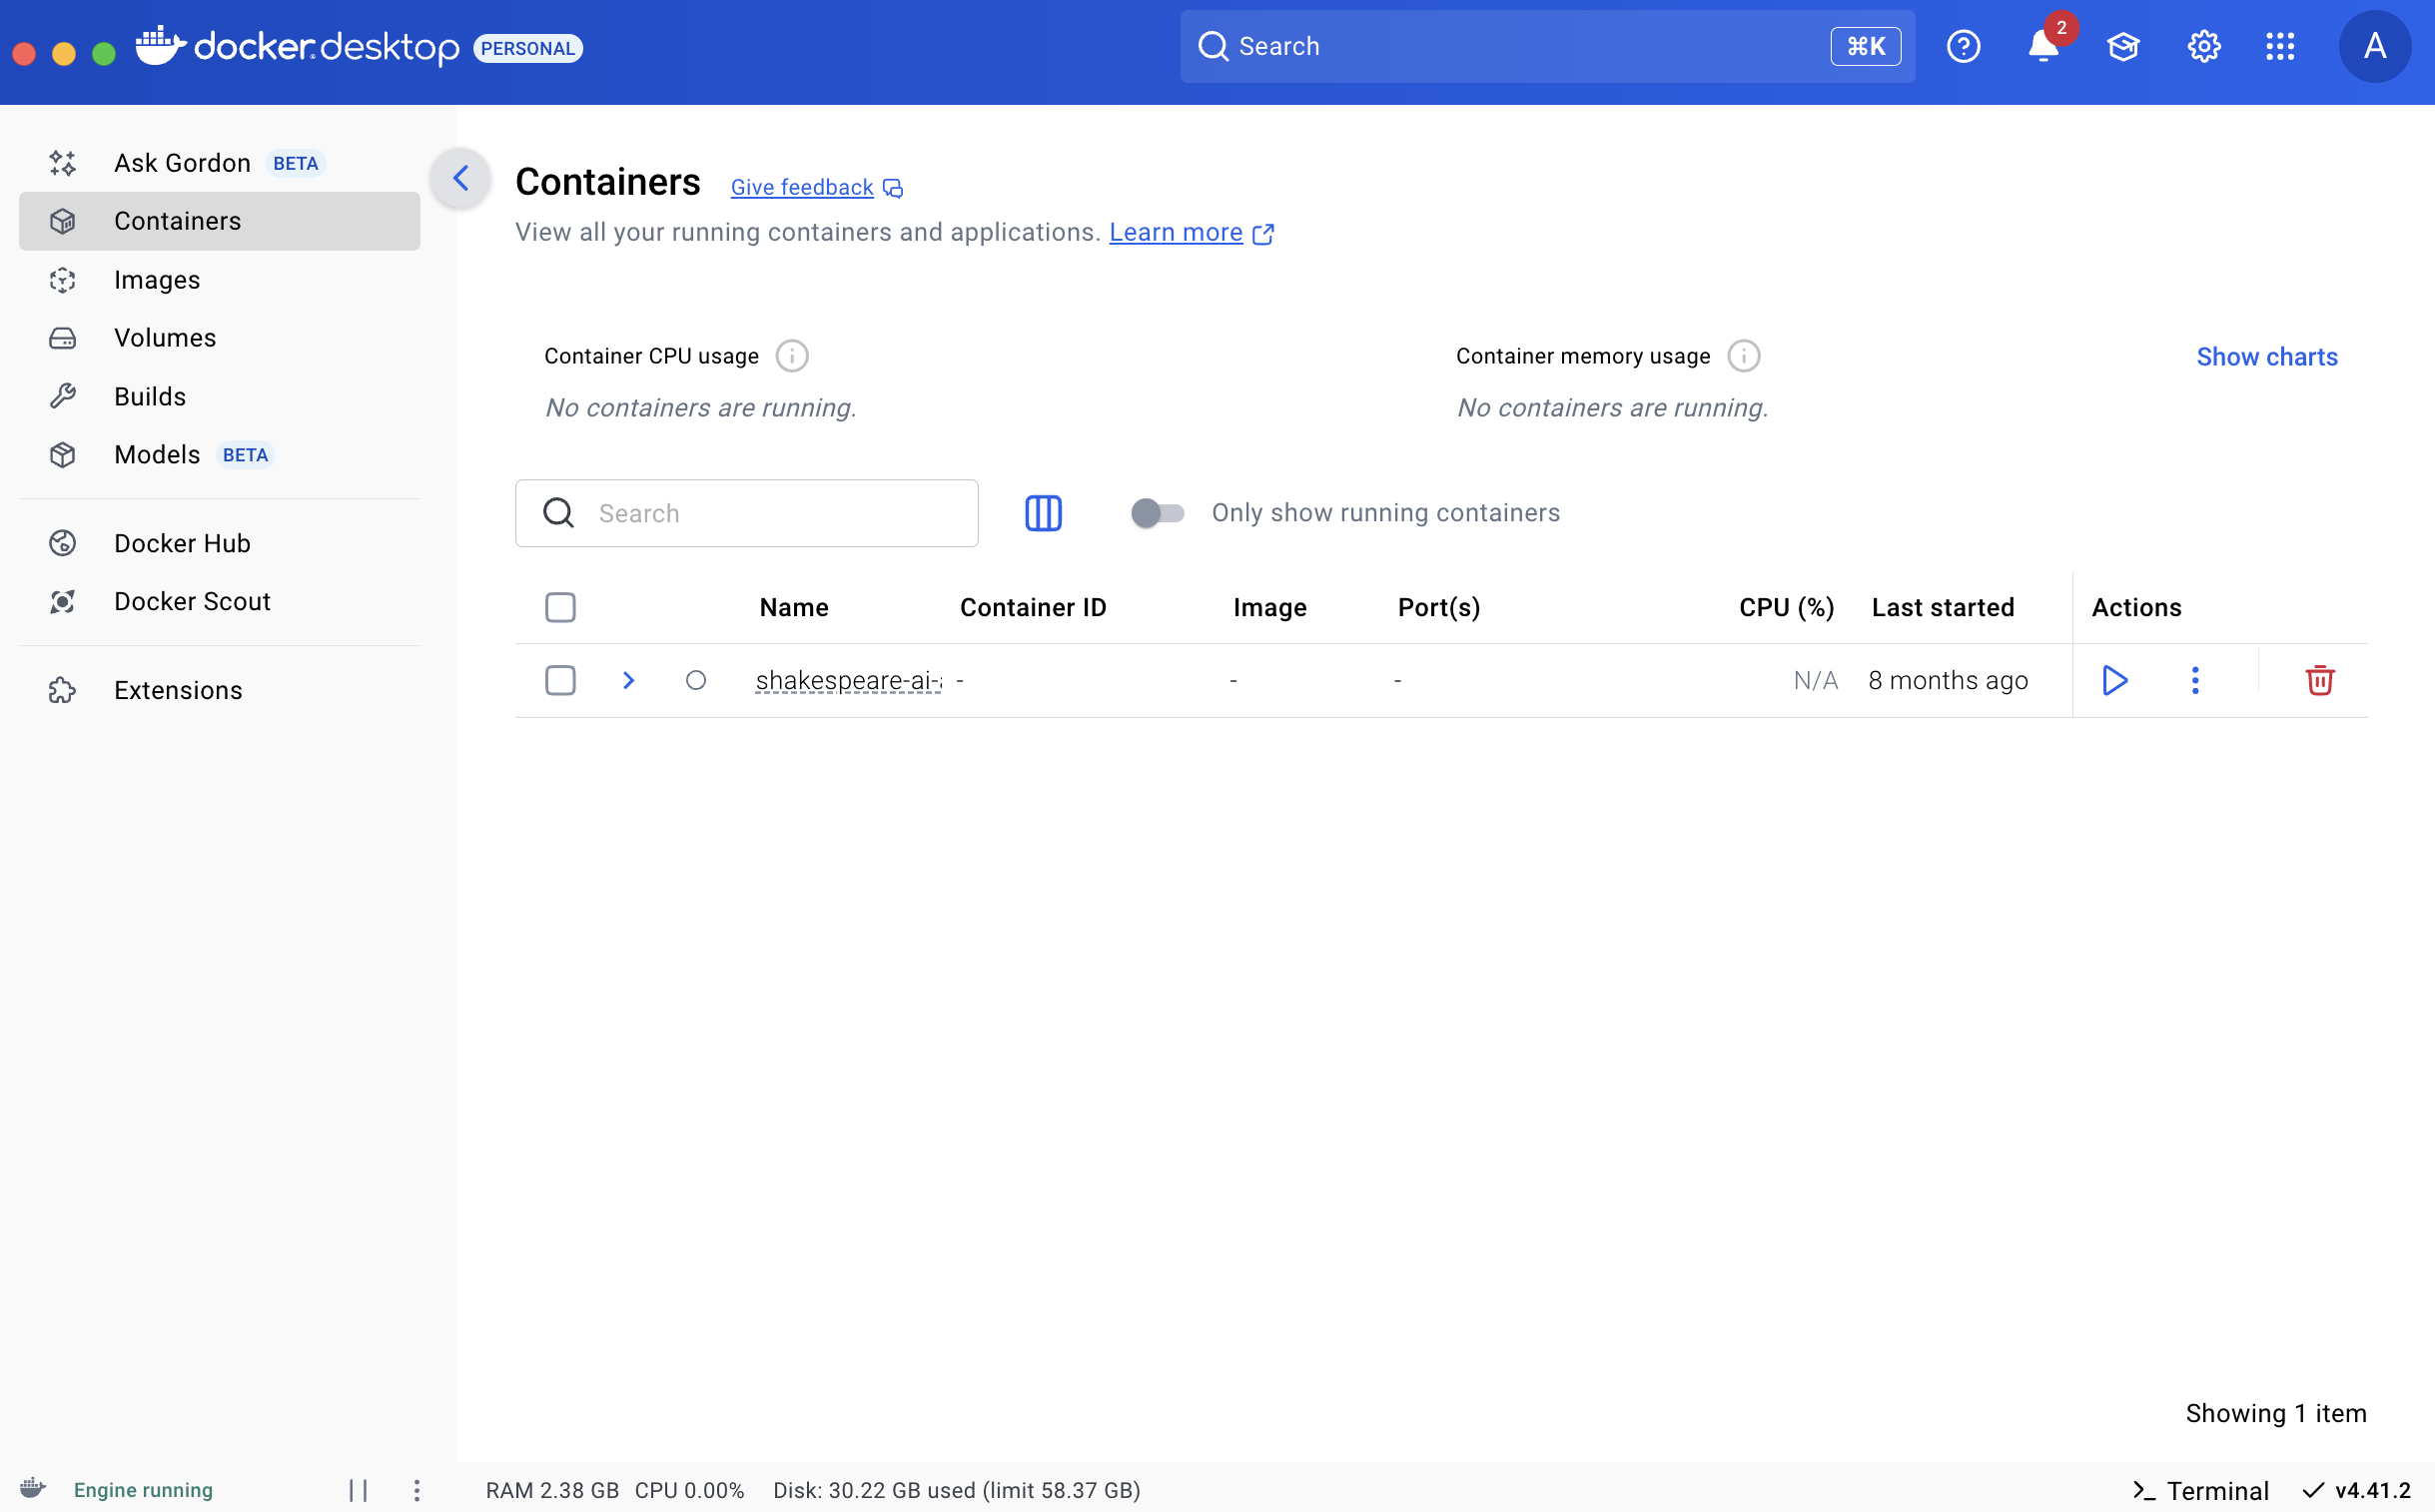 docker.desktop PERSONAL
Search ⌘K
2
A
Ask Gordon BETA
Containers
Images
Volumes
Builds
Models BETA
Docker Hub
Docker Scout
Extensions
Containers Give feedback
View all your running containers and applications. Learn more
Container CPU usage
No containers are running.
Container memory usage
No containers are running.
Show charts
Search
Only show running containers
Name Container ID Image Port(s) CPU (%) Last started Actions
shakespeare-ai- - - - N/A 8 months ago
Showing 1 item
Engine running
RAM 2.38 GB CPU 0.00% Disk: 30.22 GB used (limit 58.37 GB)
>_ Terminal v4.41.2